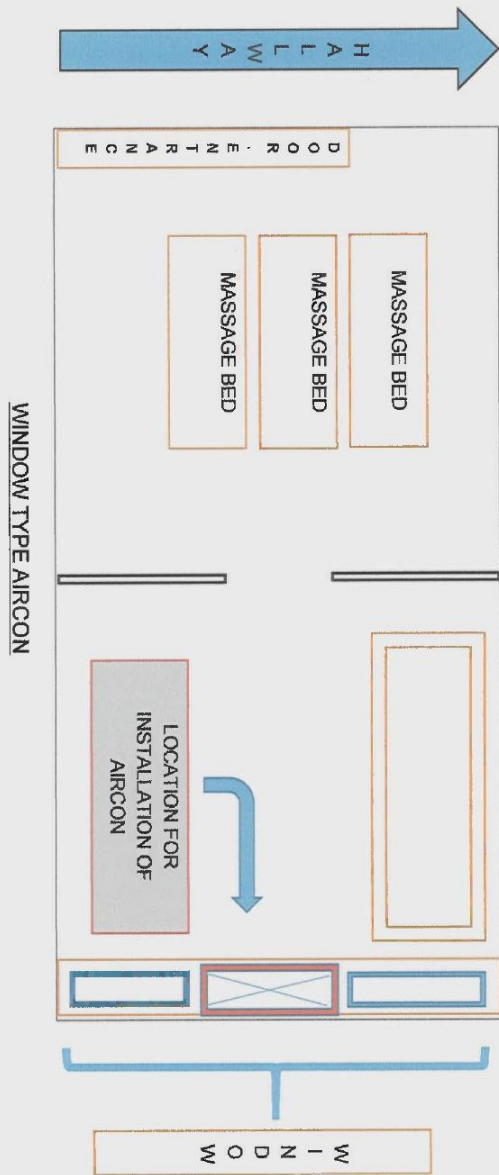 HALLWAY
DOOR-ENTRANCE
MASSAGE BED
MASSAGE BED
MASSAGE BED
LOCATION FOR
INSTALLATION OF
AIRCON
WINDOW
WINDOW TYPE AIRCON